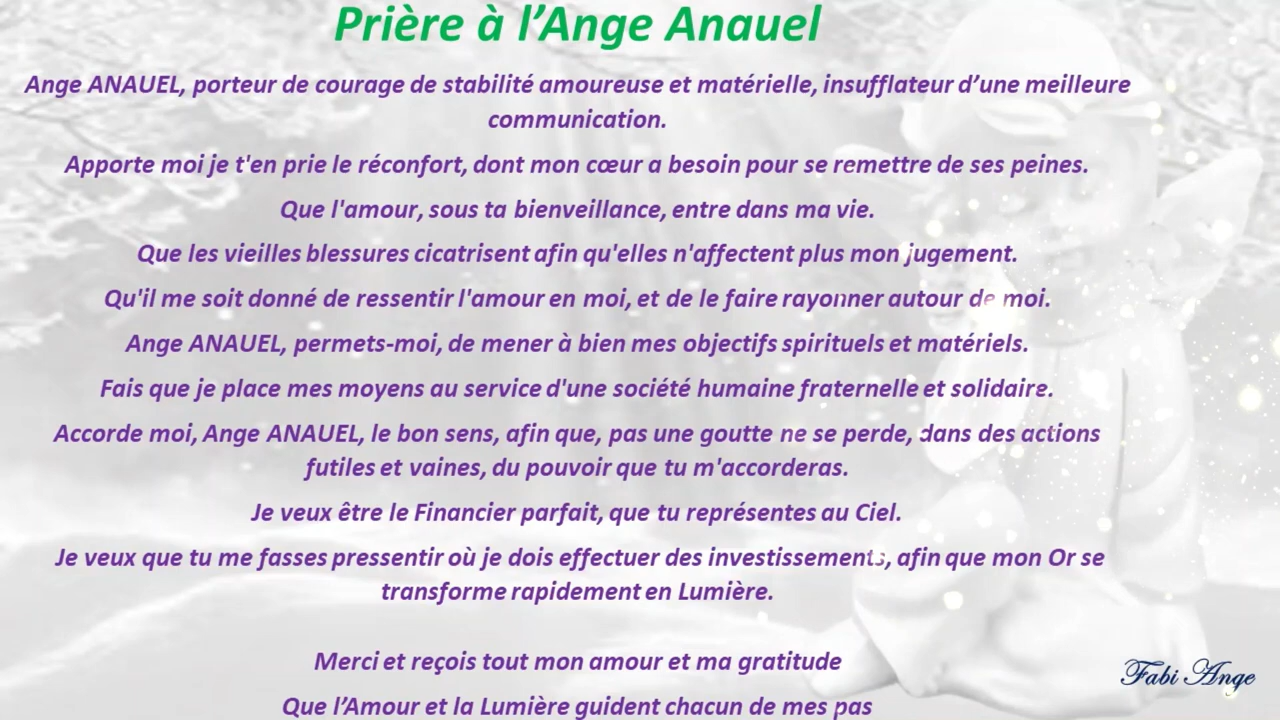 Prière à l’Ange Anauel
Ange ANAUEL, porteur de courage de stabilité amoureuse et matérielle, insufflateur d’une meilleure
communication.
Apporte moi je t'en prie le réconfort, dont mon cœur a besoin pour se remettre de ses peines.
Que l'amour, sous ta bienveillance, entre dans ma vie.
Que les vieilles blessures cicatrisent afin qu'elles n'affectent plus mon jugement.
Qu'il me soit donné de ressentir l'amour en moi, et de le faire rayonner autour de moi.
Ange ANAUEL, permets-moi, de mener à bien mes objectifs spirituels et matériels.
Fais que je place mes moyens au service d'une société humaine fraternelle et solidaire.
Accorde moi, Ange ANAUEL, le bon sens, afin que, pas une goutte ne se perde, dans des actions
futiles et vaines, du pouvoir que tu m'accorderas.
Je veux être le Financier parfait, que tu représentes au Ciel.
Je veux que tu me fasses pressentir où je dois effectuer des investissements, afin que mon Or se
transforme rapidement en Lumière.
Merci et reçois tout mon amour et ma gratitude
Que l’Amour et la Lumière guident chacun de mes pas
Fabi Ange